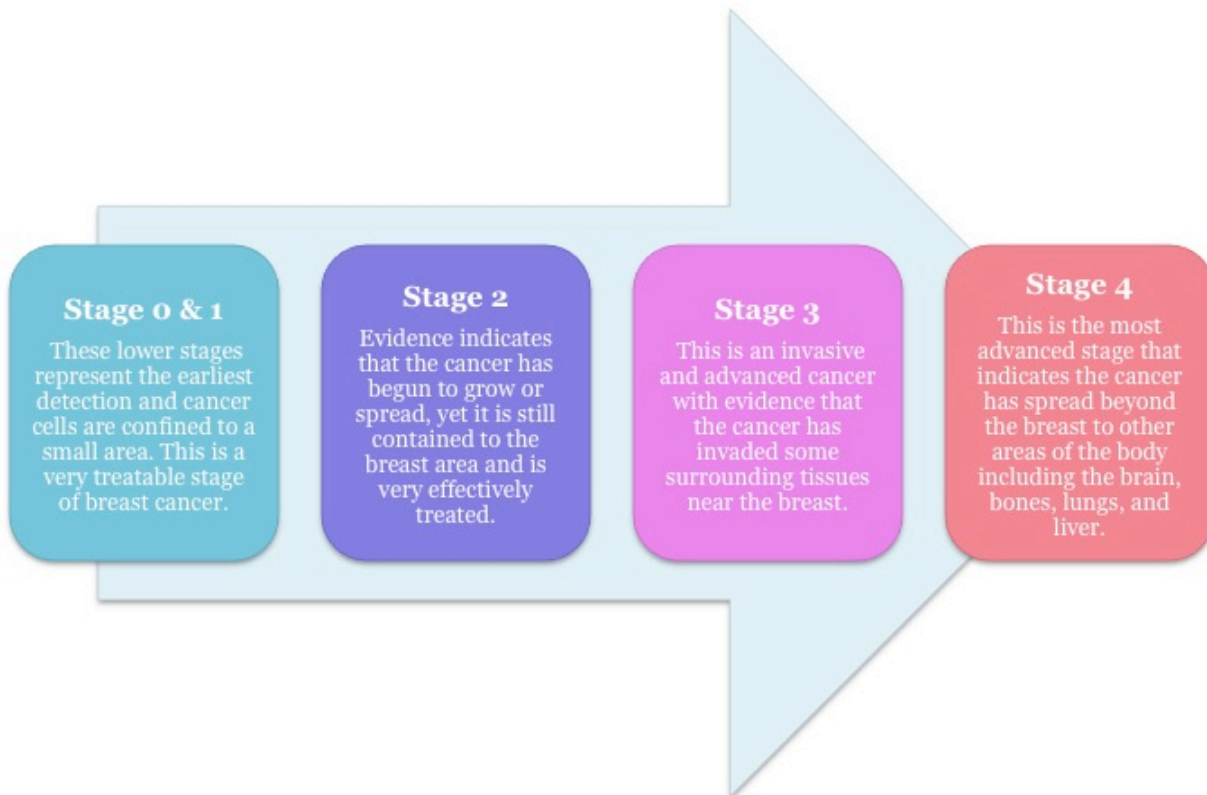 Stage 0 & 1
These lower stages
represent the earliest
detection and cancer
cells are confined to a
small area. This is a
very treatable stage
of breast cancer.
Stage 2
Evidence indicates
that the cancer has
begun to grow or
spread, yet it is still
contained to the
breast area and is
very effectively
treated.
Stage 3
This is an invasive
and advanced cancer
with evidence that
the cancer has
invaded some
surrounding tissues
near the breast.
Stage 4
This is the most
advanced stage that
indicates the cancer
has spread beyond
the breast to other
areas of the body
including the brain,
bones, lungs, and
liver.